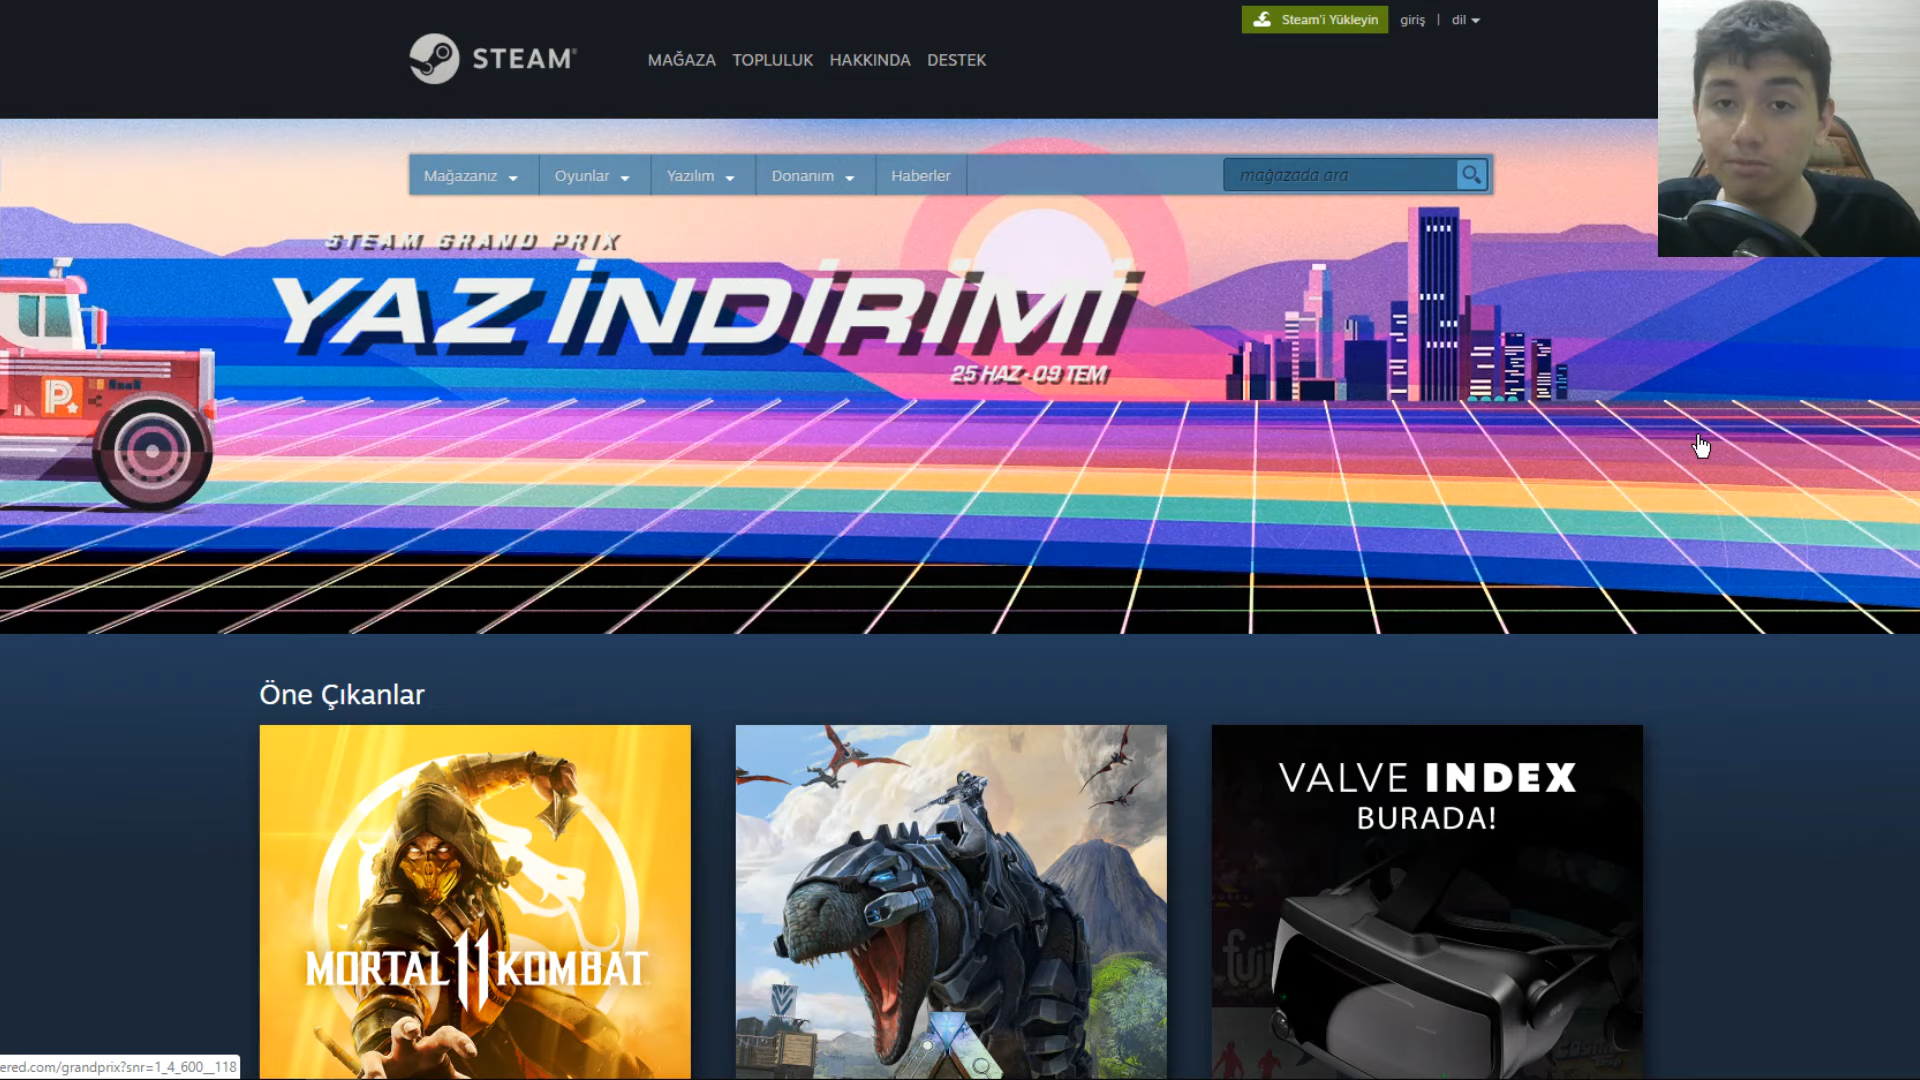 Steam'i Yükleyin giriş | dil
STEAM®
MAĞAZA TOPLULUK HAKKINDA DESTEK
Mağazanız Oyunlar Yazılım Donanım Haberler
mağazada ara
STEAM GRAND PRIX
YAZ İNDİRİMİ
25 HAZ - 09 TEM
P.
Öne Çıkanlar
MORTAL KOMBAT 11
VALVE INDEX
BURADA!
ered.com/grandprix?snr=1_4_600__118